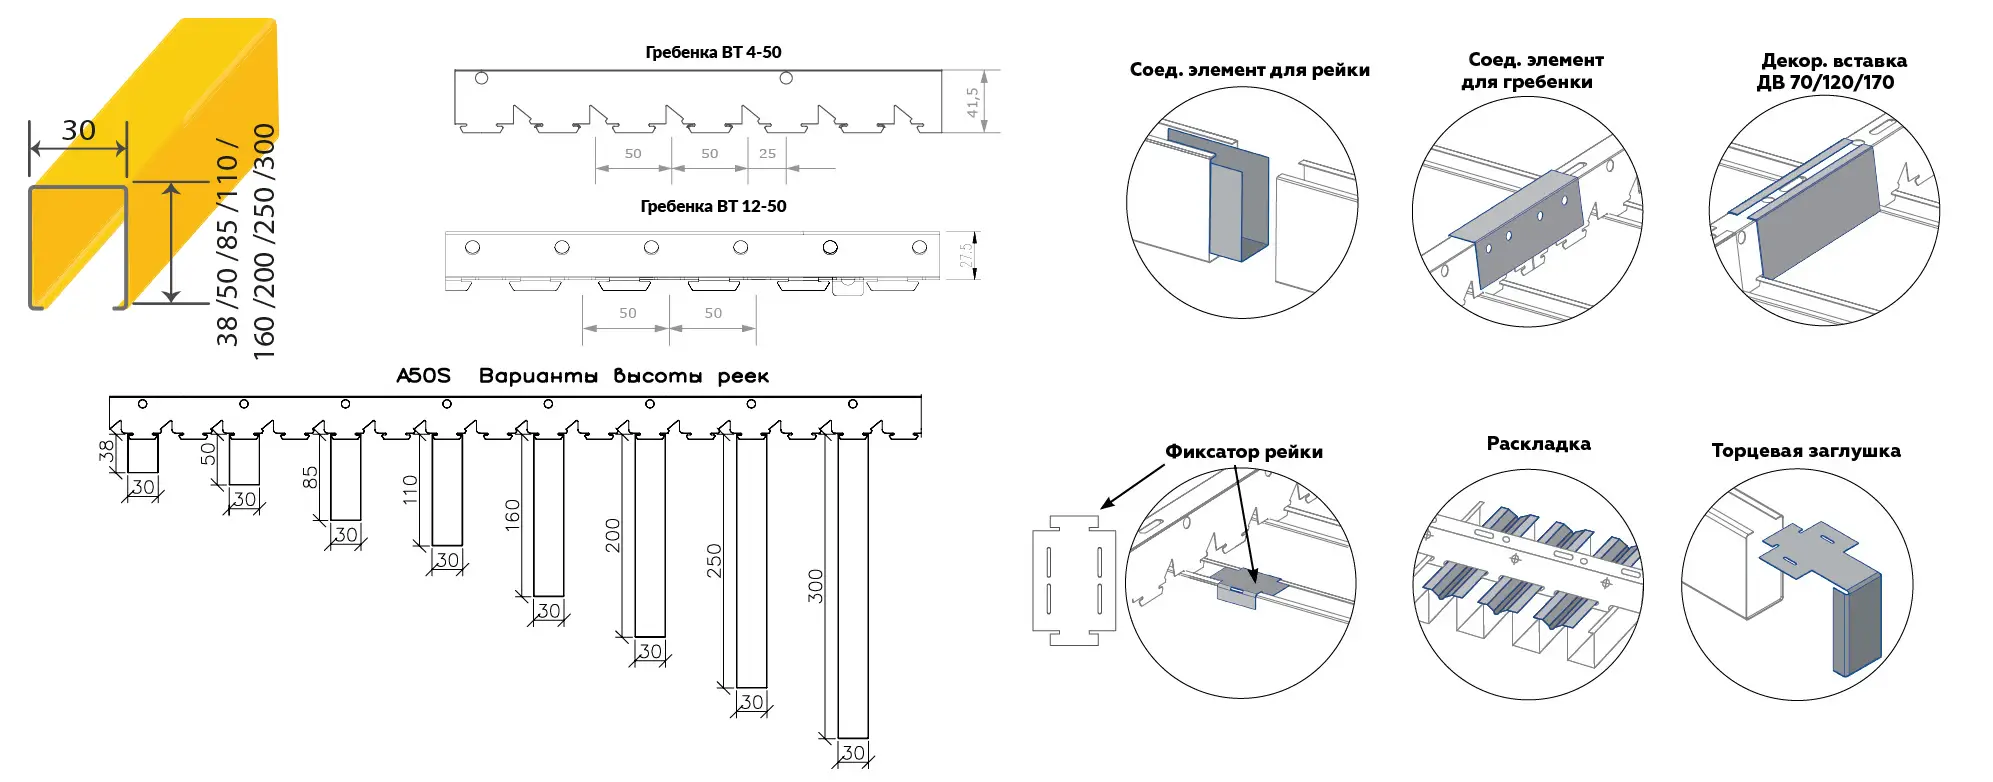 30
38 /50 /85 /110 /
160 /200 /250 /300
Гребенка ВТ 4-50
41,5
50
50
25
Гребенка ВТ 12-50
27.5
50
50
A50S Варианты высоты реек
38
30
50
30
85
30
110
30
160
30
200
30
250
30
300
30
Соед. элемент для рейки
Соед. элемент
для гребенки
Декор. вставка
ДВ 70/120/170
Фиксатор рейки
Раскладка
Торцевая заглушка